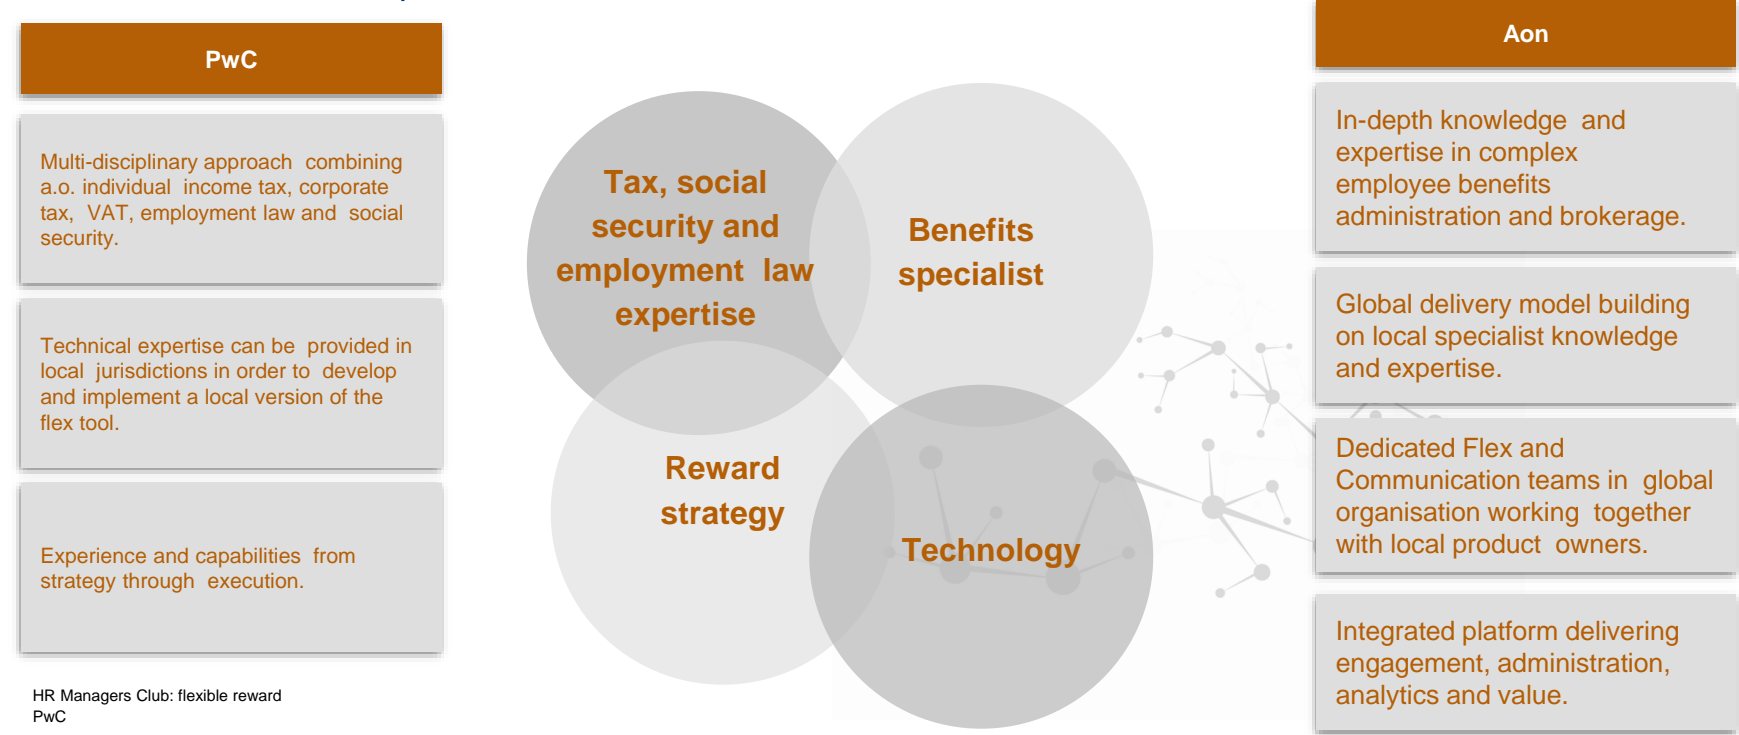 PwC
Multi-disciplinary approach combining
a.o. individual income tax, corporate
tax, VAT, employment law and social
security.
Technical expertise can be provided in
local jurisdictions in order to develop
and implement a local version of the
flex tool.
Experience and capabilities from
strategy through execution.
Tax, social
security and
employment law
expertise
Benefits
specialist
Reward
strategy
Technology
Aon
In-depth knowledge and
expertise in complex
employee benefits
administration and brokerage.
Global delivery model building
on local specialist knowledge
and expertise.
Dedicated Flex and
Communication teams in global
organisation working together
with local product owners.
Integrated platform delivering
engagement, administration,
analytics and value.
HR Managers Club: flexible reward
PwC